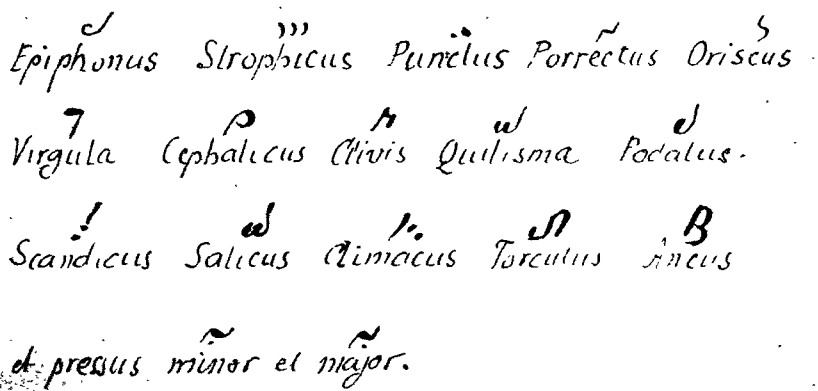 Epiphonus Strophicus Punctus Porrectus Oriscus
Virgula Cephalicus Clivis Quilisma Podatus.
Scandicus Salicus Climacus Torculus Ancus
et pressus minor et major.